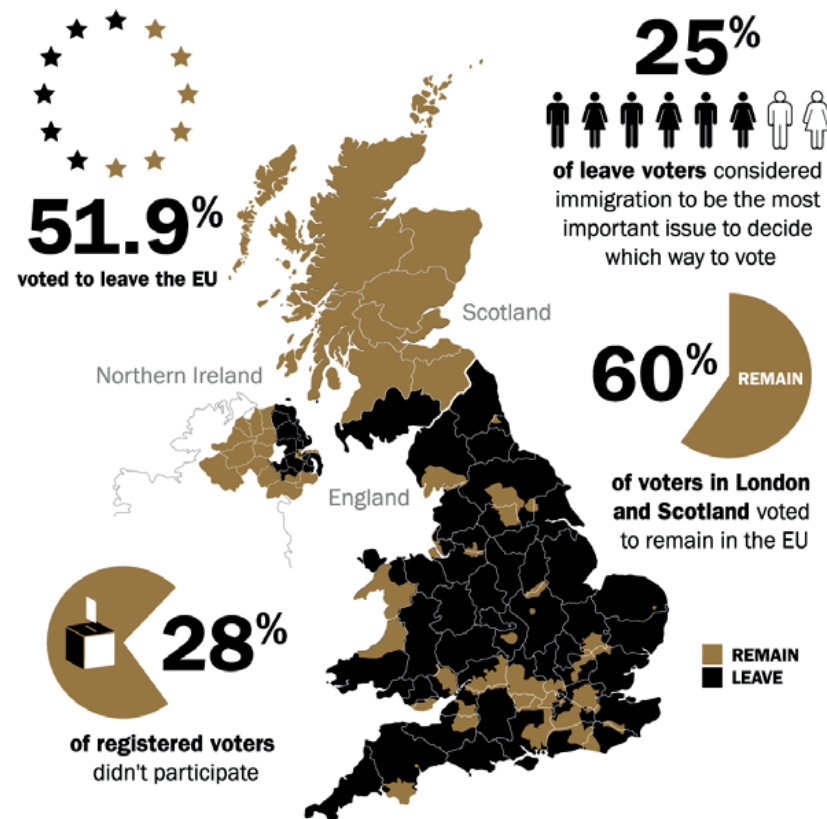 51.9%
voted to leave the EU
25%
of leave voters considered
immigration to be the most
important issue to decide
which way to vote
Scotland
Northern Ireland
England
60%
REMAIN
of voters in London
and Scotland voted
to remain in the EU
28%
of registered voters
didn't participate
REMAIN
LEAVE